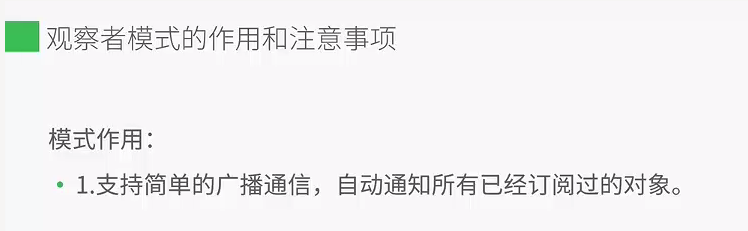 观察者模式的作用和注意事项
模式作用：
1.支持简单的广播通信，自动通知所有已经订阅过的对象。